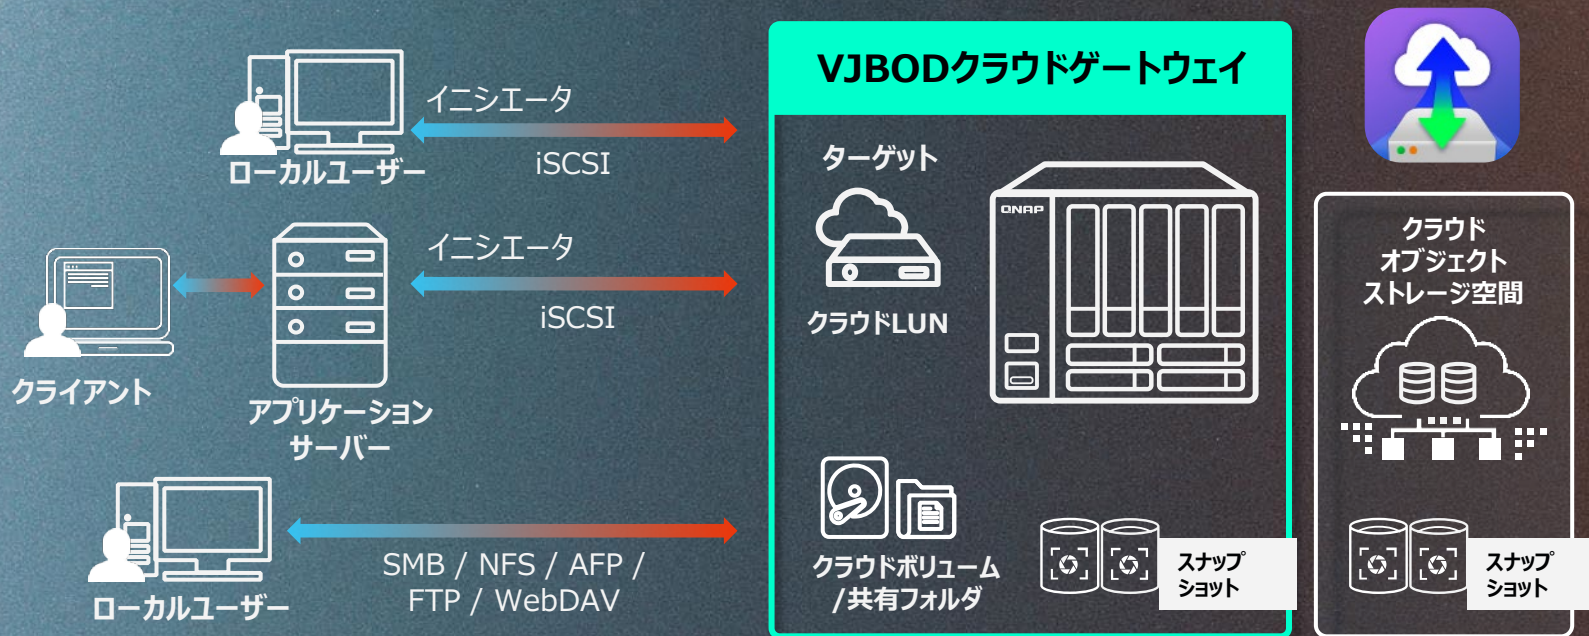 VJBODクラウドゲートウェイ
イニシエータ
iSCSI
ローカルユーザー
ターゲット
QNAP
クラウド
オブジェクト
ストレージ空間
イニシエータ
iSCSI
クラウドLUN
クライアント
アプリケーション
サーバー
SMB / NFS / AFP /
FTP / WebDAV
ローカルユーザー
クラウドボリューム
/共有フォルダ
スナップ
ショット
スナップ
ショット